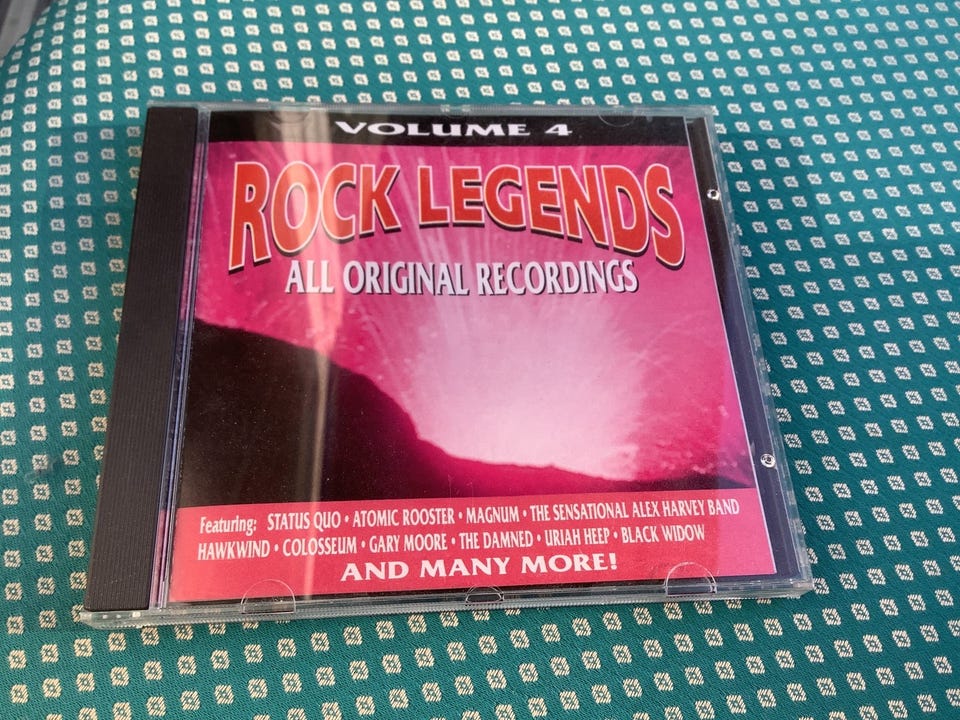 VOLUME 4
ROCK LEGENDS
ALL ORIGINAL RECORDINGS
Featuring: STATUS QUO • ATOMIC ROOSTER • MAGNUM • THE SENSATIONAL ALEX HARVEY BAND
HAWKWIND • COLOSSEUM • GARY MOORE • THE DAMNED • URIAH HEEP • BLACK WIDOW
AND MANY MORE!